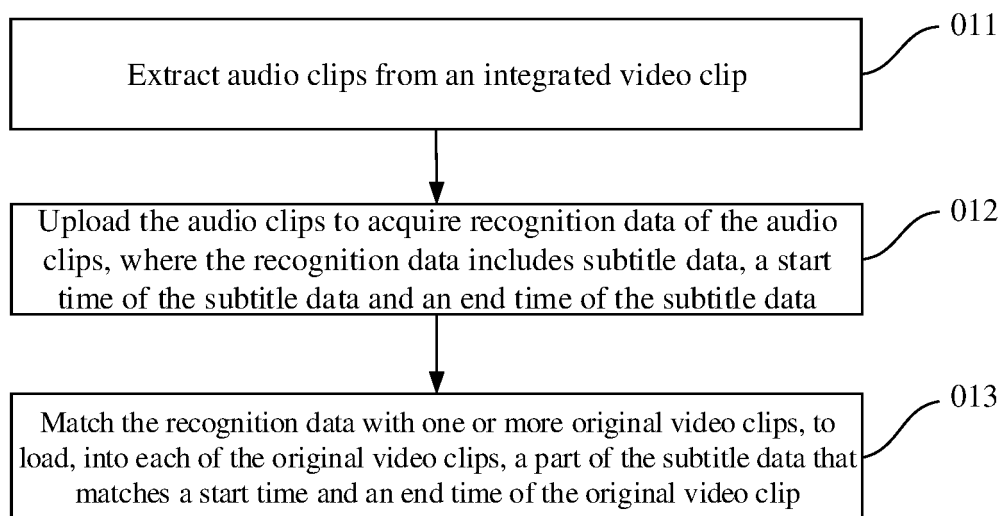 011
Extract audio clips from an integrated video clip
012
Upload the audio clips to acquire recognition data of the audio
clips, where the recognition data includes subtitle data, a start
time of the subtitle data and an end time of the subtitle data
013
Match the recognition data with one or more original video clips, to
load, into each of the original video clips, a part of the subtitle data that
matches a start time and an end time of the original video clip